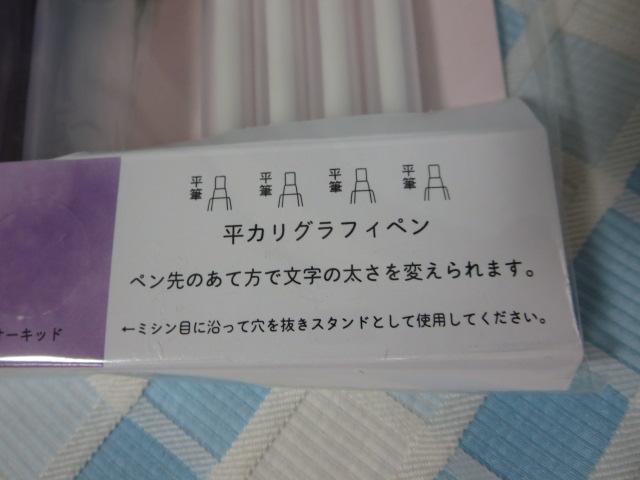 平筆 平筆 平筆 平筆
平カリグラフィペン
ペン先のあて方で文字の太さを変えられます。
←ミシン目に沿って穴を抜きスタンドとして使用してください。
ーキッド